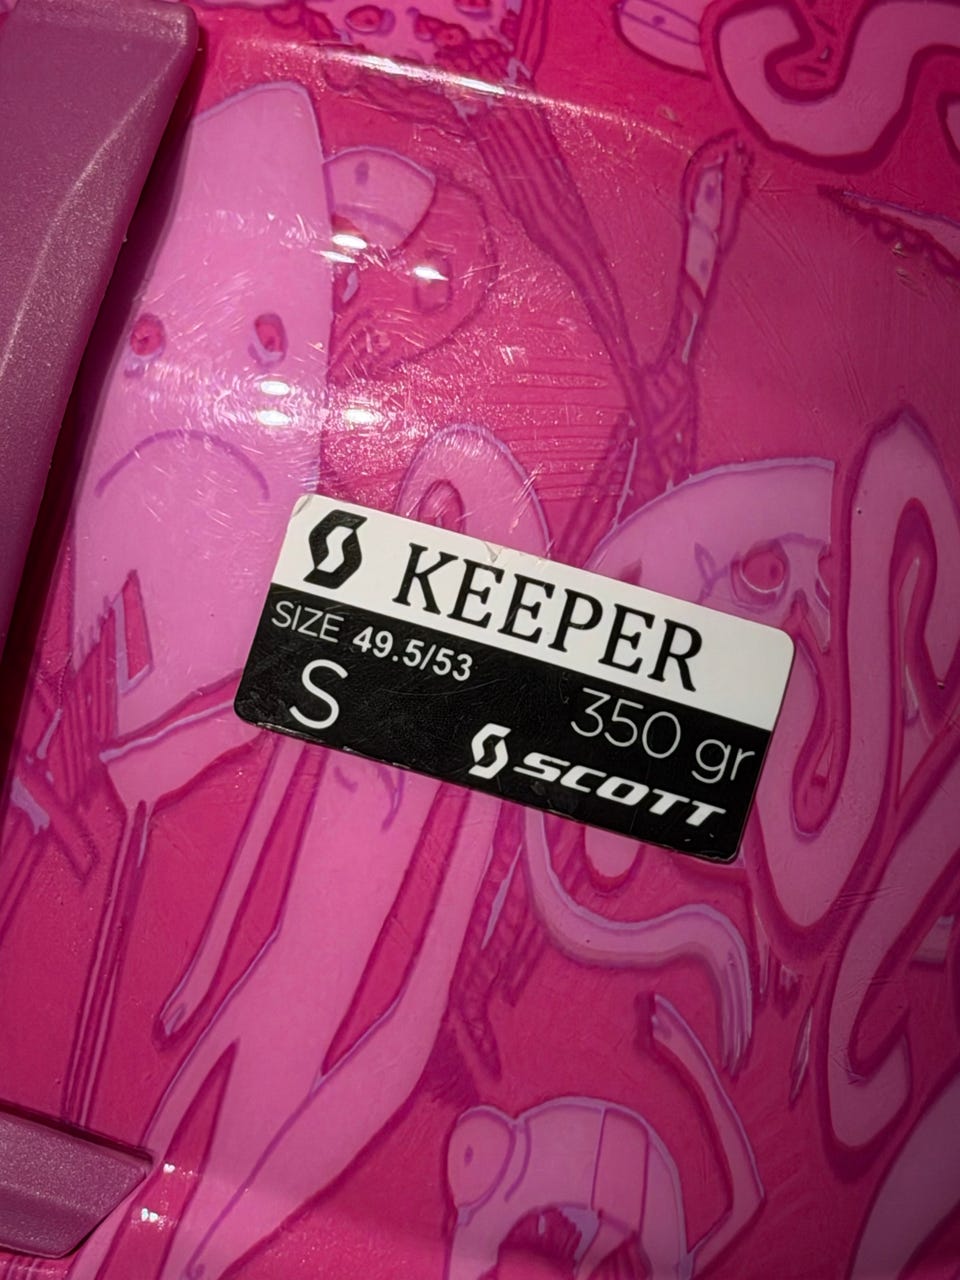 KEEPER
SIZE 49.5/53
S
350 gr
SCOTT